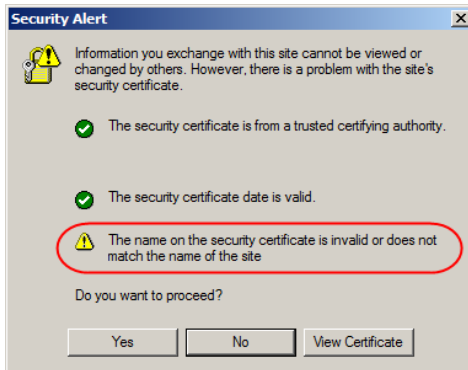 Security Alert
Information you exchange with this site cannot be viewed or
changed by others. However, there is a problem with the site's
security certificate.
The security certificate is from a trusted certifying authority.
The security certificate date is valid.
The name on the security certificate is invalid or does not
match the name of the site
Do you want to proceed?
Yes
No
View Certificate